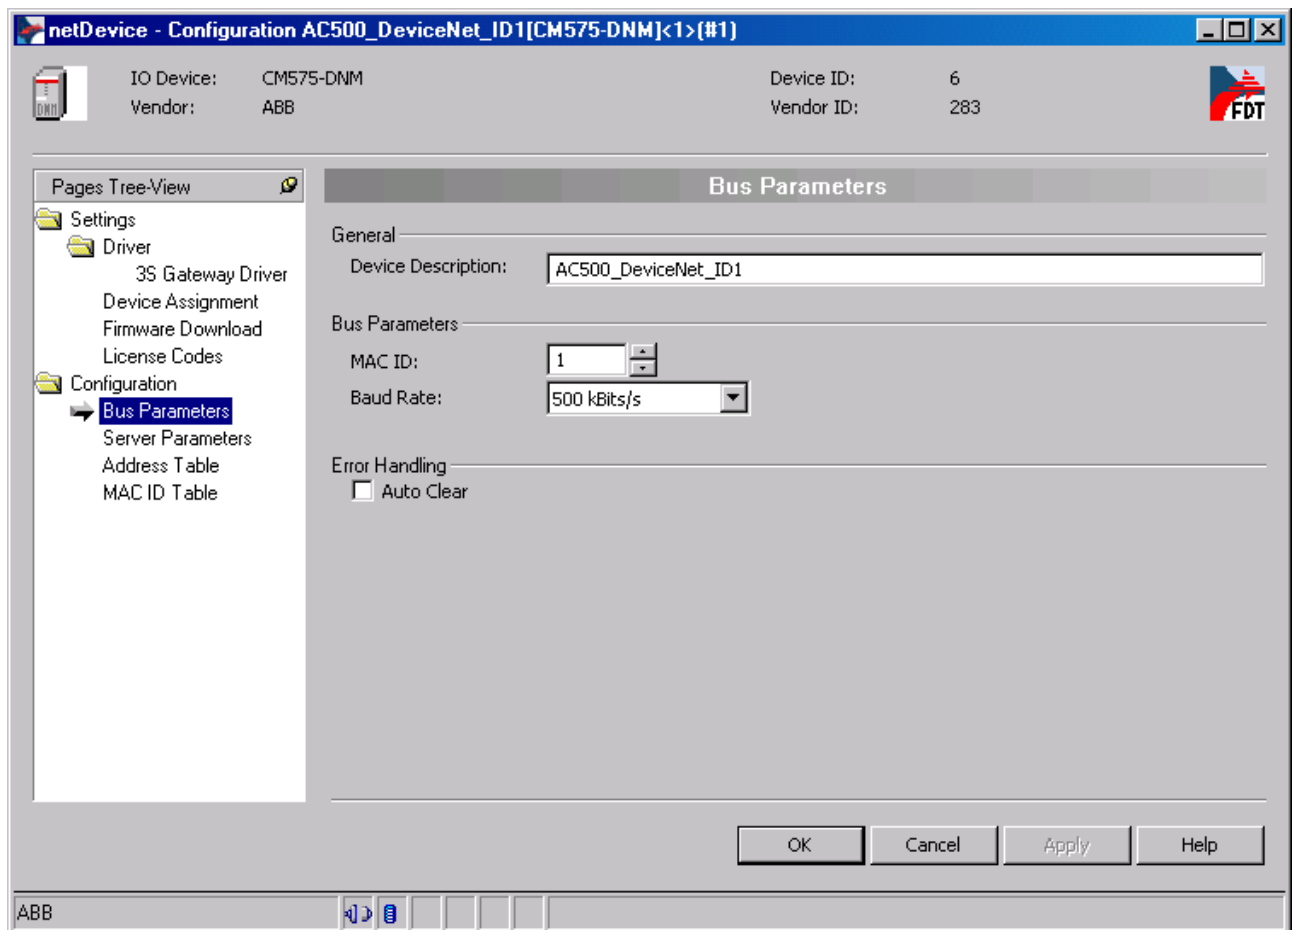 netDevice - Configuration AC500_DeviceNet_ID1[CM575-DNM]<1>(#1)
IO Device: CM575-DNM Device ID: 6
Vendor: ABB Vendor ID: 283
DNM
FDT
Pages Tree-View
Bus Parameters
Settings
Driver
3S Gateway Driver
Device Assignment
Firmware Download
License Codes
Configuration
Bus Parameters
Server Parameters
Address Table
MAC ID Table
General
Device Description: AC500_DeviceNet_ID1
Bus Parameters
MAC ID: 1
Baud Rate: 500 kBits/s
Error Handling
Auto Clear
OK Cancel Apply Help
ABB